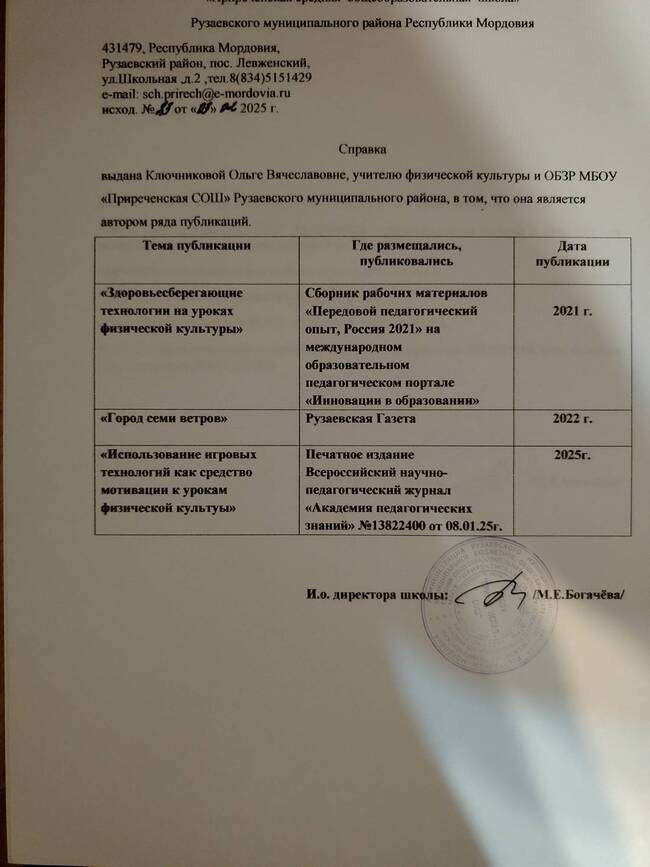 «Приреченская средняя общеобразовательная школа»
Рузаевского муниципального района Республики Мордовия
431479, Республика Мордовия,
Рузаевский район, пос. Левженский,
ул.Школьная ,д.2 ,тел.8(834)5151429
e-mail: sch.prirech@e-mordovia.ru
исход. № от « » 2025 г.
Справка
выдана Ключниковой Ольге Вячеславовне, учителю физической культуры и ОБЗР МБОУ
«Приреченская СОШ» Рузаевского муниципального района, в том, что она является
автором ряда публикаций.
Тема публикации
Где размещались,
публиковались
Дата
публикации
«Здоровьесберегающие
технологии на уроках
физической культуры»
Сборник рабочих материалов
«Передовой педагогический
опыт, Россия 2021» на
международном
образовательном
педагогическом портале
«Инновации в образовании»
2021 г.
«Город семи ветров»
Рузаевская Газета
2022 г.
«Использование игровых
технологий как средство
мотивации к урокам
физической культуы»
Печатное издание
Всероссийский научно-
педагогический журнал
«Академия педагогических
знаний» №13822400 от 08.01.25г.
2025г.
И.о. директора школы: /М.Е.Богачёва/